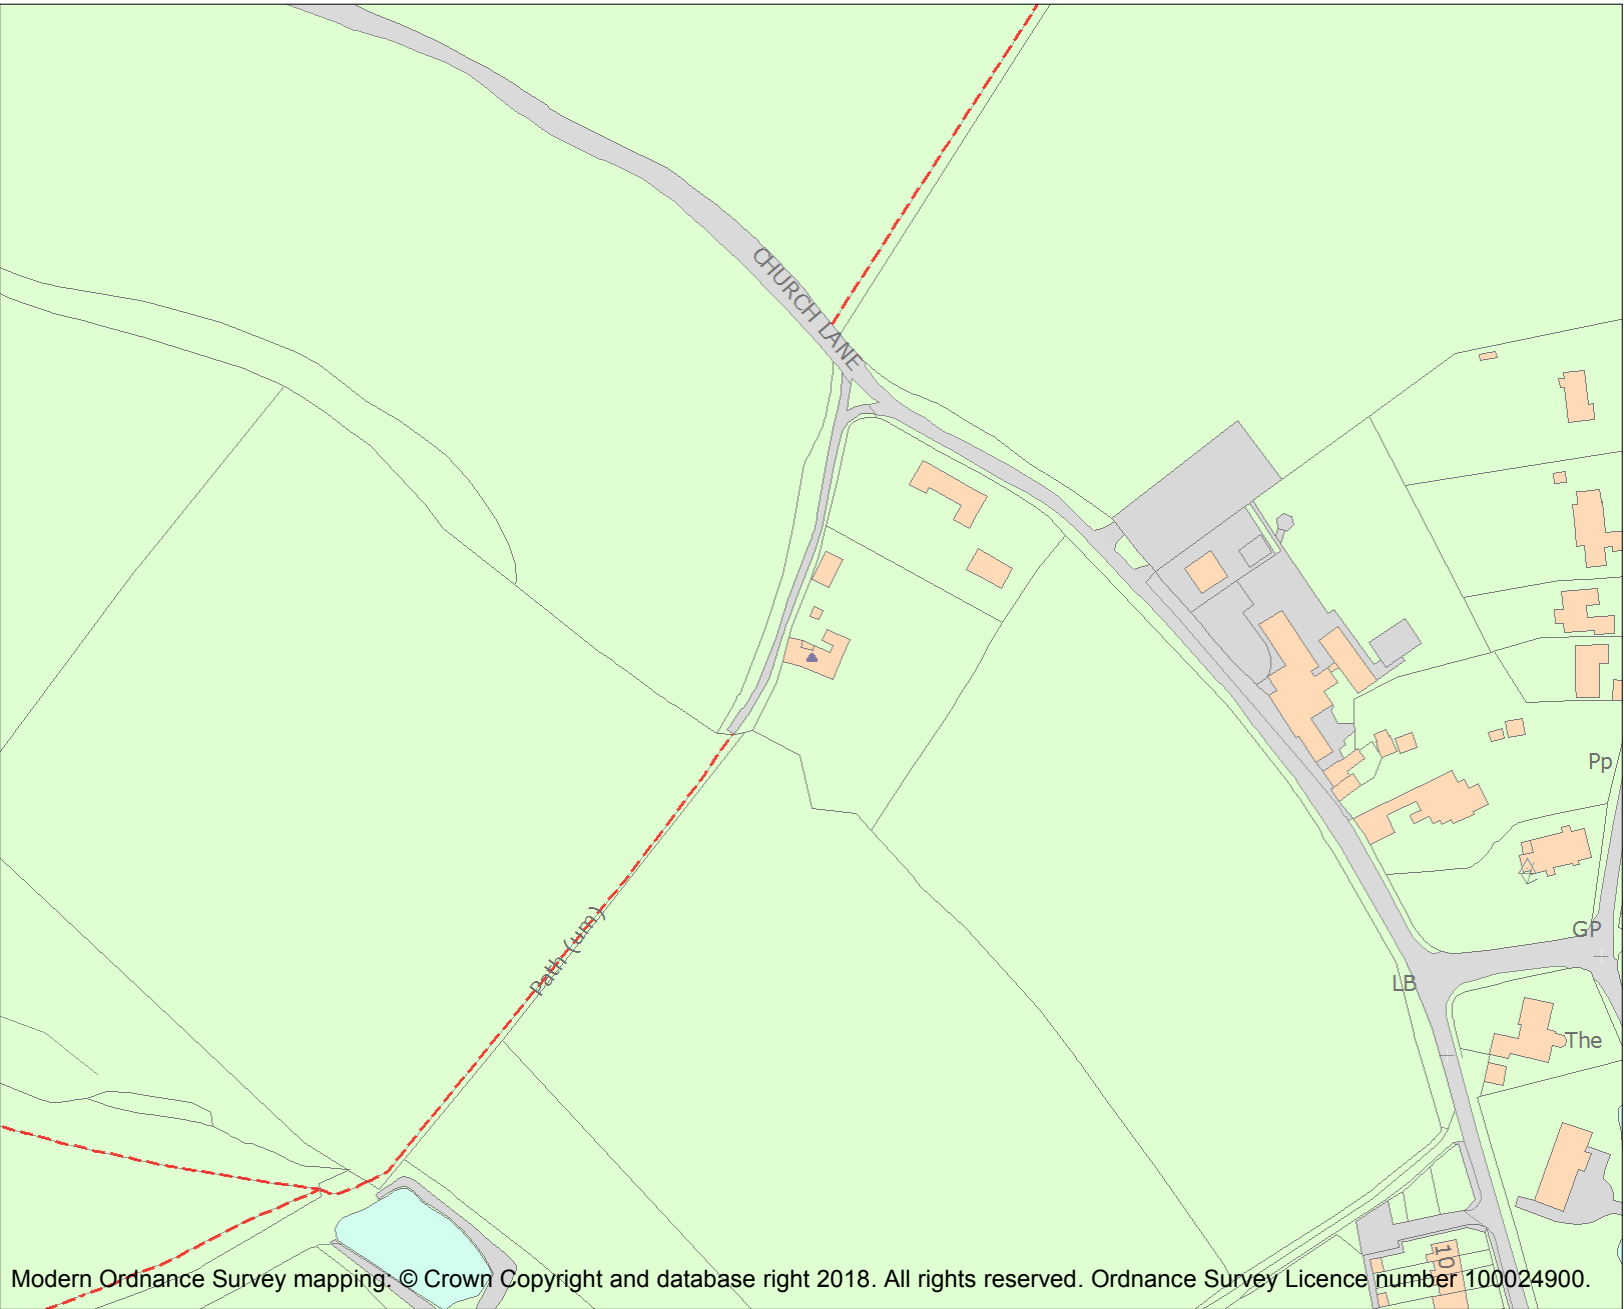 CHURCH LANE
Pp
Path (um)
GP
LB
The
10
Modern Ordnance Survey mapping: © Crown Copyright and database right 2018. All rights reserved. Ordnance Survey Licence number 100024900.